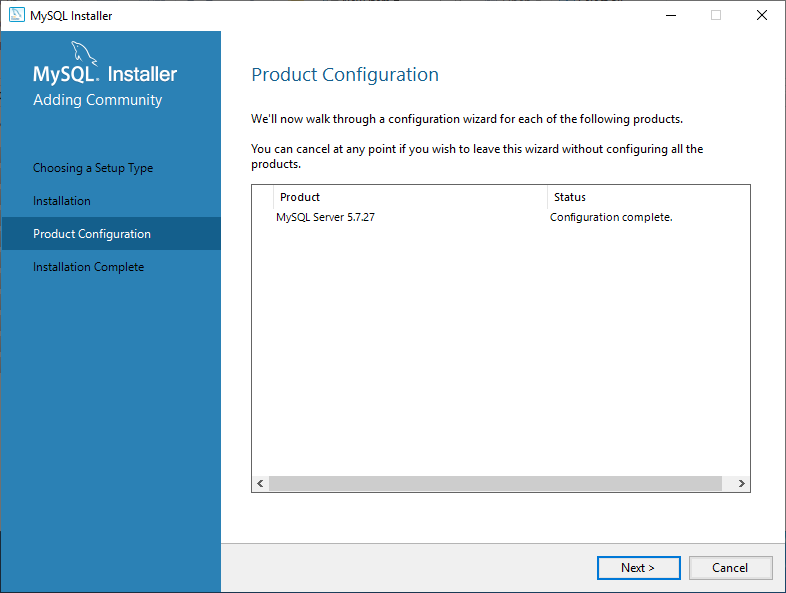 MySQL Installer
MySQL. Installer
Adding Community
Choosing a Setup Type
Installation
Product Configuration
Installation Complete
Product Configuration
We'll now walk through a configuration wizard for each of the following products.
You can cancel at any point if you wish to leave this wizard without configuring all the
products.
Product Status
MySQL Server 5.7.27 Configuration complete.
Next >
Cancel